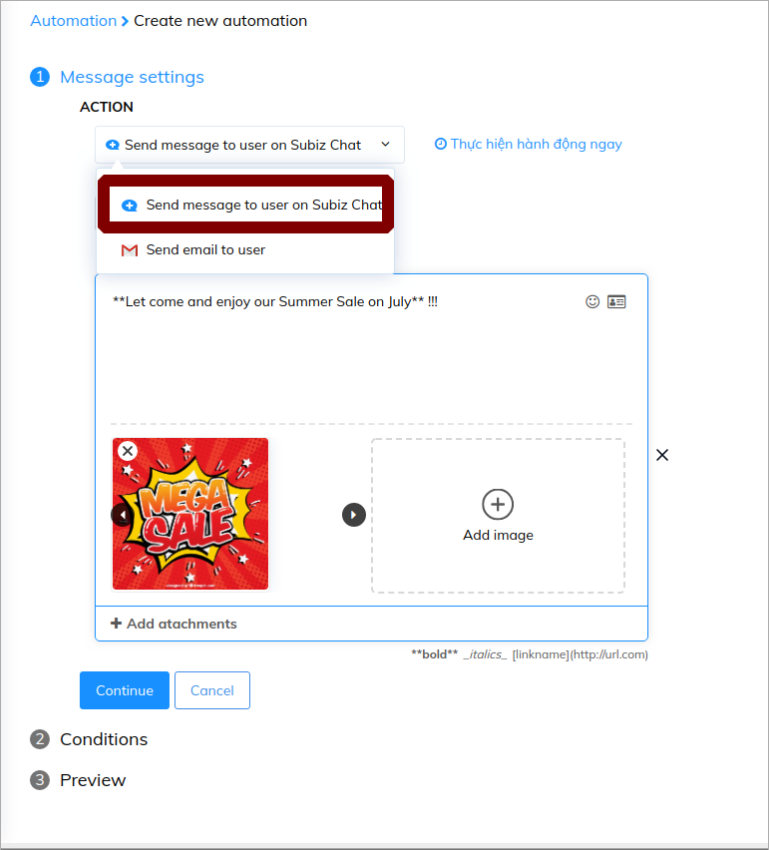 Automation > Create new automation
1 Message settings
ACTION
Send message to user on Subiz Chat
Thực hiện hành động ngay
Send message to user on Subiz Chat
Send email to user
**Let come and enjoy our Summer Sale on July** !!!
MEGA
SALE
Add image
+ Add atachments
**bold** _italics_ [linkname](http://url.com)
Continue
Cancel
2 Conditions
3 Preview